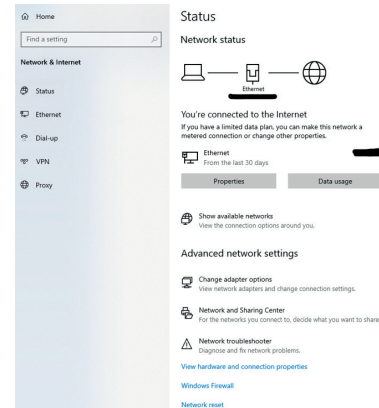 Home
Find a setting
Network & Internet
Status
Ethernet
Dial-up
VPN
Proxy
Status
Network status
Ethernet
You're connected to the Internet
If you have a limited data plan, you can make this network a
metered connection or change other properties.
Ethernet
From the last 30 days
Properties
Data usage
Show available networks
View the connection options around you.
Advanced network settings
Change adapter options
View network adapters and change connection settings.
Network and Sharing Center
For the networks you connect to, decide what you want to share.
Network troubleshooter
Diagnose and fix network problems.
View hardware and connection properties
Windows Firewall
Network reset